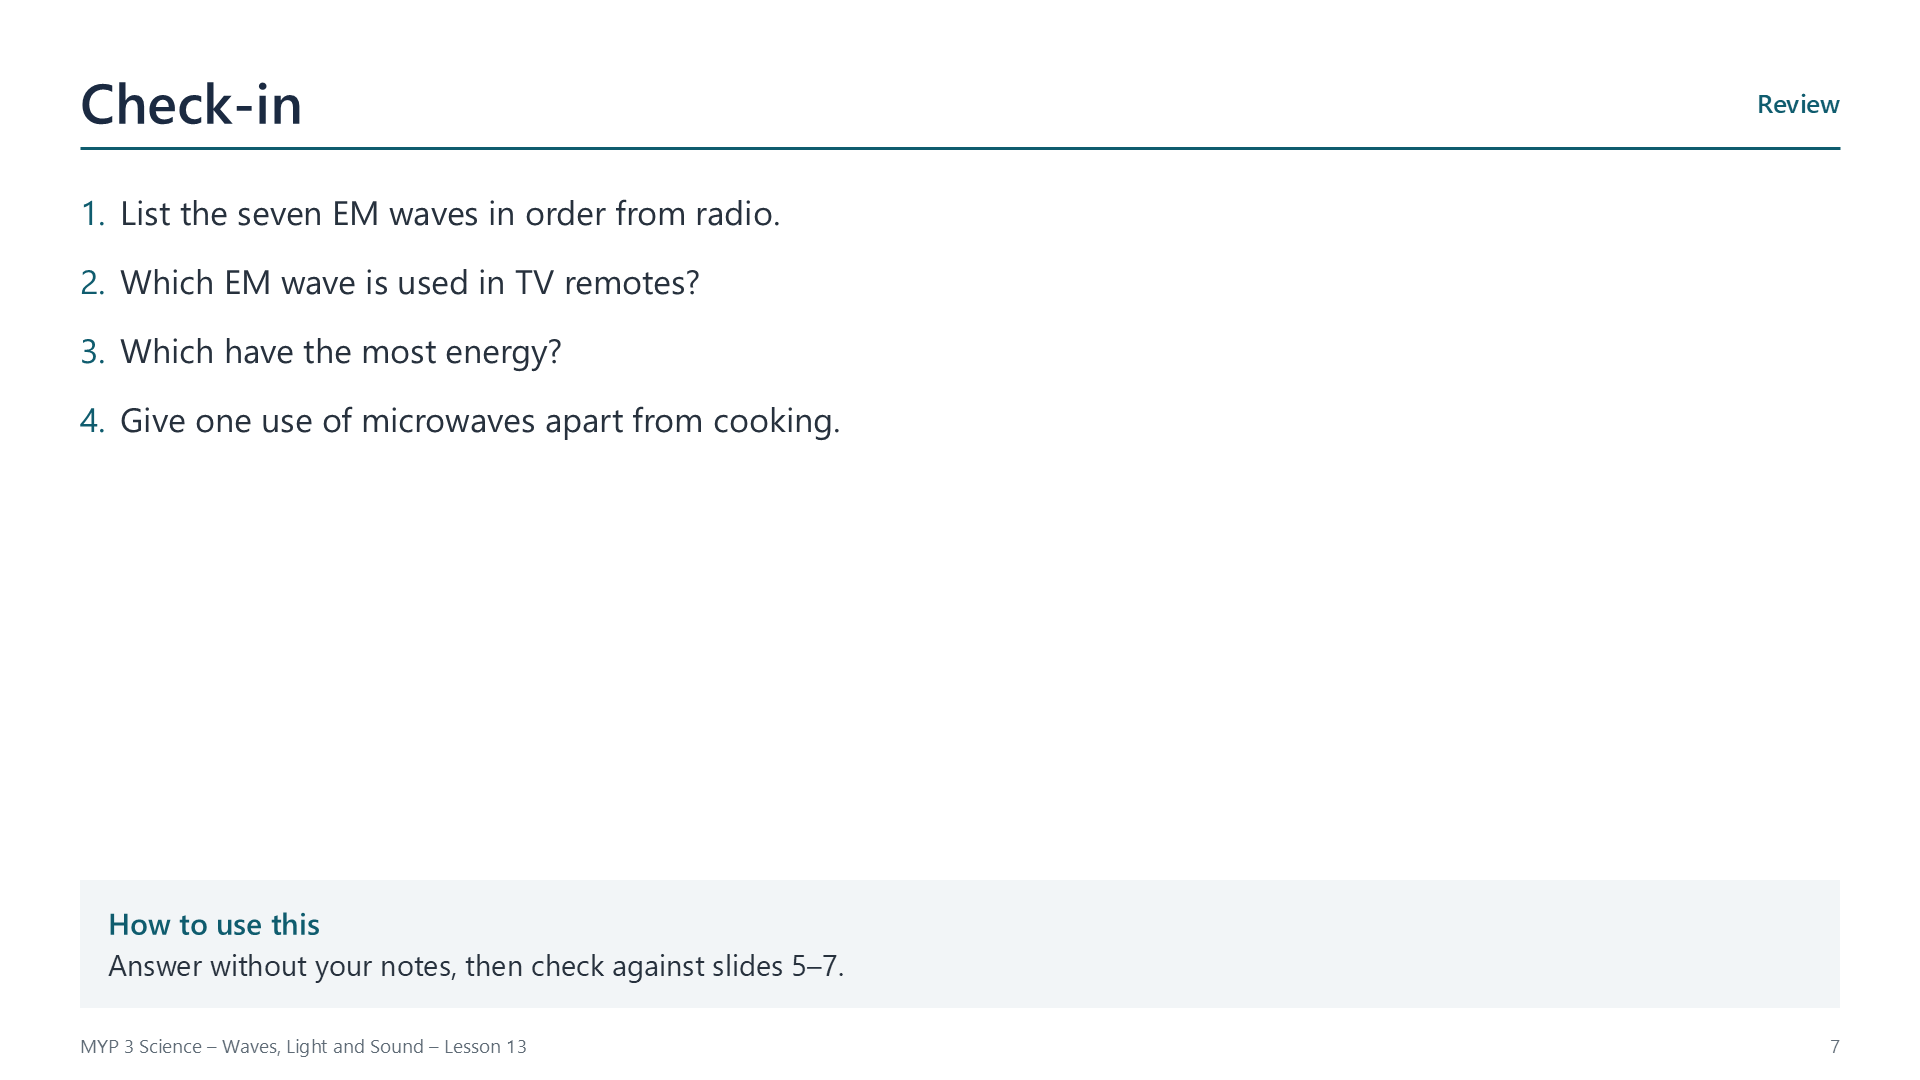 Check-in
Review
1. List the seven EM waves in order from radio.
2. Which EM wave is used in TV remotes?
3. Which have the most energy?
4. Give one use of microwaves apart from cooking.
How to use this
Answer without your notes, then check against slides 5–7.
MYP 3 Science – Waves, Light and Sound – Lesson 13
7